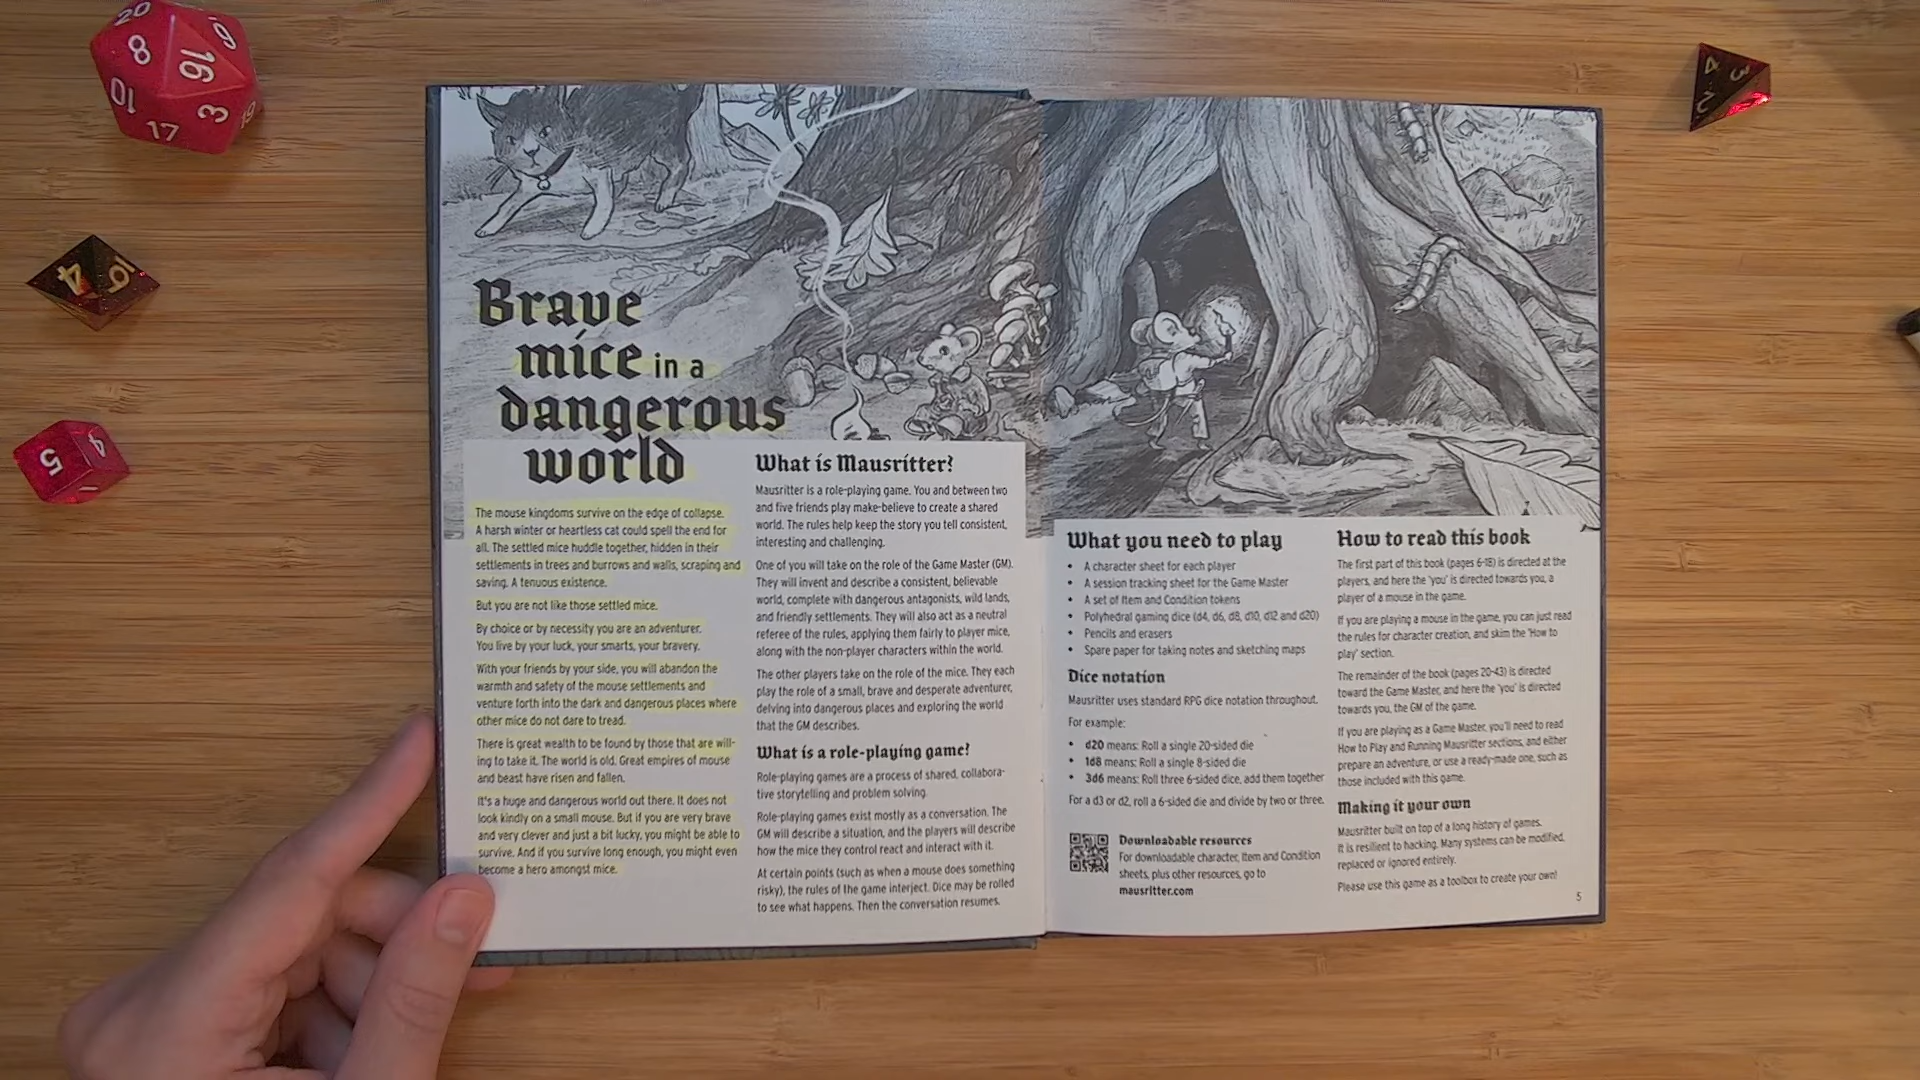 Brave
mice in a
dangerous
world
The mouse kingdoms survive on the edge of collapse.
A harsh winter or heartless cat could spell the end for
all. The settled mice huddle together, hidden in their
settlements in trees and burrows and walls, scraping and
saving. A tenuous existence.
But you are not like those settled mice.
By choice or by necessity you are an adventurer.
You live by your luck, your smarts, your bravery.
With your friends by your side, you will abandon the
warmth and safety of the mouse settlements and
venture forth into the dark and dangerous places where
other mice do not dare to tread.
There is great wealth to be found by those that are will-
ing to take it. The world is old. Great empires of mouse
and beast have risen and fallen.
It's a huge and dangerous world out there. It does not
look kindly on a small mouse. But if you are very brave
and very clever and just a bit lucky, you might be able to
survive. And if you survive long enough, you might even
become a hero amongst mice.
What is Mausritter?
Mausritter is a role-playing game. You and between two
and five friends play make-believe to create a shared
world. The rules help keep the story you tell consistent,
interesting and challenging.
One of you will take on the role of the Game Master (GM).
They will invent and describe a consistent, believable
world, complete with dangerous antagonists, wild lands,
and friendly settlements. They will also act as a neutral
referee of the rules, applying them fairly to player mice,
along with the non-player characters within the world.
The other players take on the role of the mice. They each
play the role of a small, brave and desperate adventurer,
delving into dangerous places and exploring the world
that the GM describes.
What is a role-playing game?
Role-playing games are a process of shared, collabora-
tive storytelling and problem solving.
Role-playing games exist mostly as a conversation. The
GM will describe a situation, and the players will describe
how the mice they control react and interact with it.
At certain points (such as when a mouse does something
risky), the rules of the game interject. Dice may be rolled
to see what happens. Then the conversation resumes.
What you need to play
• A character sheet for each player
• A session tracking sheet for the Game Master
• A set of Item and Condition tokens
• Polyhedral gaming dice (d4, d6, d8, d10, d12 and d20)
• Pencils and erasers
• Spare paper for taking notes and sketching maps
Dice notation
Mausritter uses standard RPG dice notation throughout.
For example:
• d20 means: Roll a single 20-sided die
• 1d8 means: Roll a single 8-sided die
• 3d6 means: Roll three 6-sided dice, add them together
For a d3 or d2, roll a 6-sided die and divide by two or three.
Downloadable resources
For downloadable character, Item and Condition
sheets, plus other resources, go to
mausritter.com
How to read this book
The first part of this book (pages 6-18) is directed at the
players, and here the 'you' is directed towards you, a
player of a mouse in the game.
If you are playing a mouse in the game, you can just read
the rules for character creation, and skim the 'How to
play' section.
The remainder of the book (pages 20-43) is directed
toward the Game Master, and here the 'you' is directed
towards you, the GM of the game.
If you are playing as a Game Master, you'll need to read
How to Play and Running Mausritter sections, and either
prepare an adventure, or use a ready-made one, such as
those included with this game.
Making it your own
Mausritter built on top of a long history of games.
It is resilient to hacking. Many systems can be modified,
replaced or ignored entirely.
Please use this game as a toolbox to create your own!
5
20
8
16
10
3
17
19
4
5
4
3
2